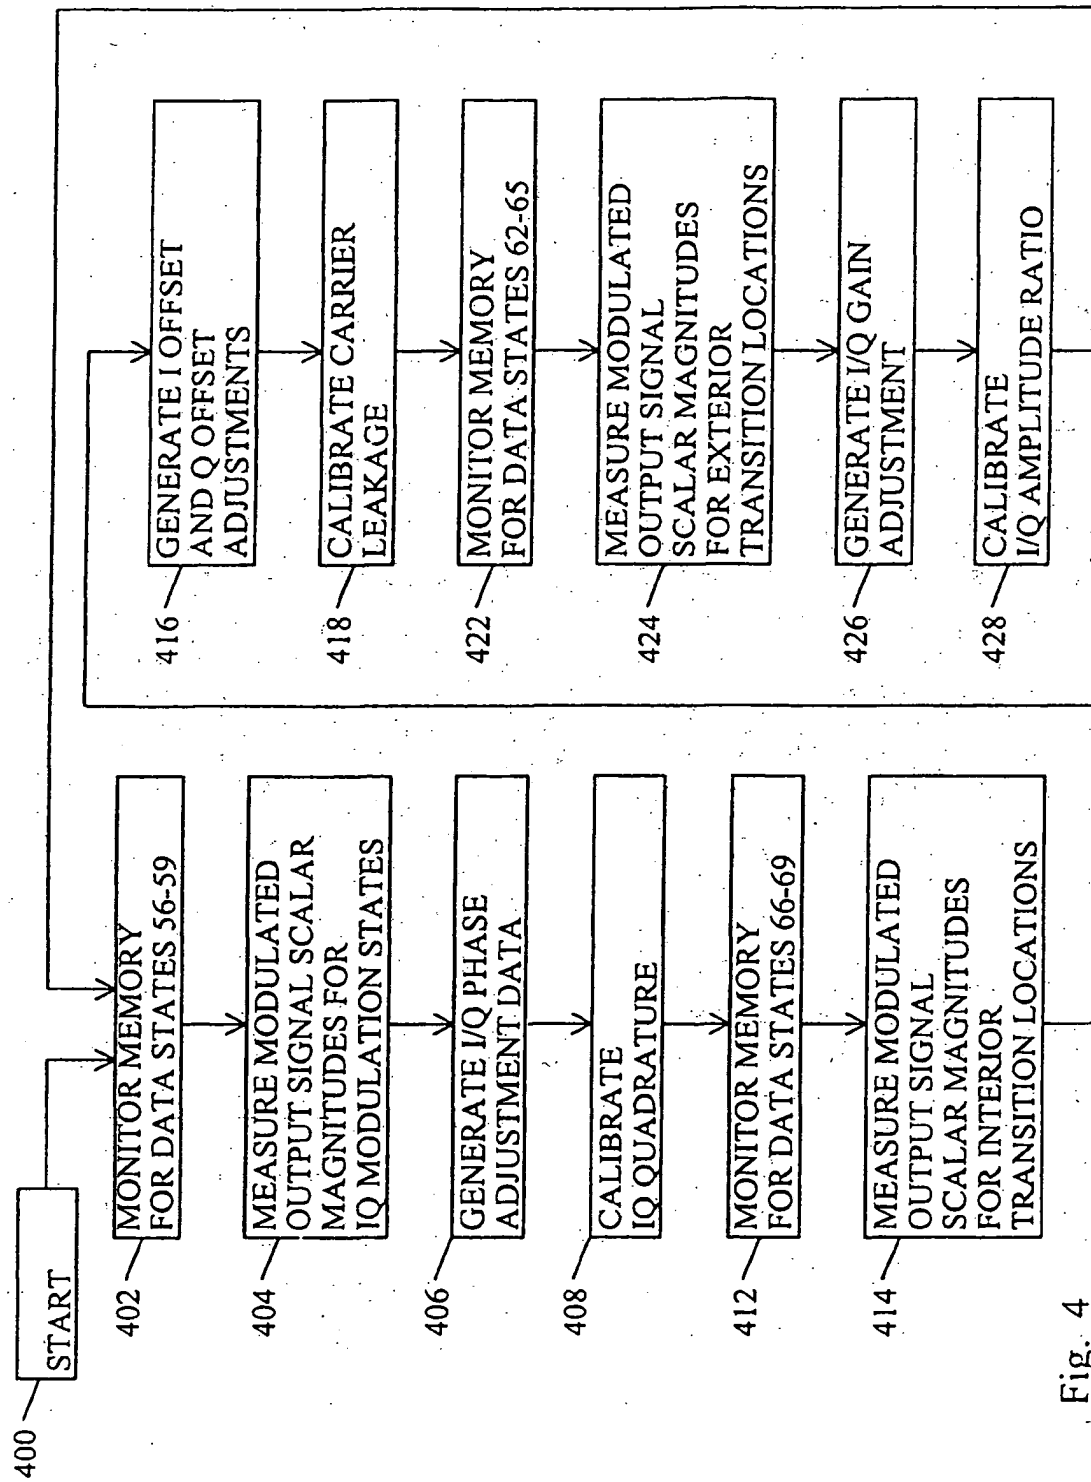 400
START
402
MONITOR MEMORY
FOR DATA STATES 56-59
404
MEASURE MODULATED
OUTPUT SIGNAL SCALAR
MAGNITUDES FOR
IQ MODULATION STATES
406
GENERATE I/Q PHASE
ADJUSTMENT DATA
408
CALIBRATE
IQ QUADRATURE
412
MONITOR MEMORY
FOR DATA STATES 66-69
414
MEASURE MODULATED
OUTPUT SIGNAL
SCALAR MAGNITUDES
FOR INTERIOR
TRANSITION LOCATIONS
416
GENERATE I OFFSET
AND Q OFFSET
ADJUSTMENTS
418
CALIBRATE CARRIER
LEAKAGE
422
MONITOR MEMORY
FOR DATA STATES 62-65
424
MEASURE MODULATED
OUTPUT SIGNAL
SCALAR MAGNITUDES
FOR EXTERIOR
TRANSITION LOCATIONS
426
GENERATE I/Q GAIN
ADJUSTMENT
428
CALIBRATE
I/Q AMPLITUDE RATIO
Fig. 4